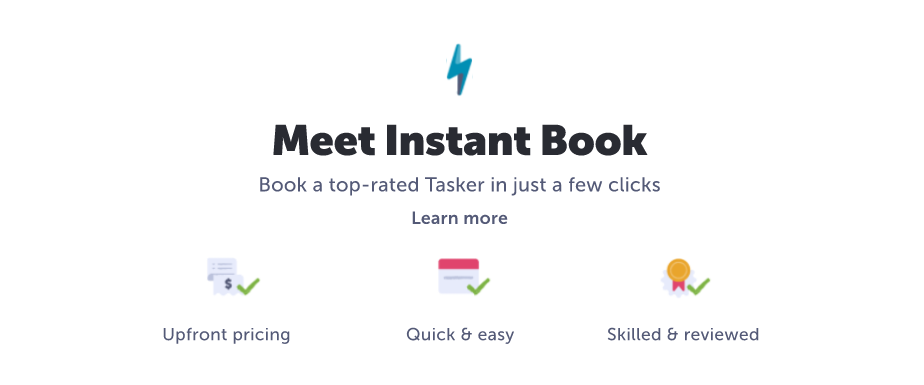 Meet Instant Book
Book a top-rated Tasker in just a few clicks
Learn more
$
Upfront pricing
Quick & easy
Skilled & reviewed